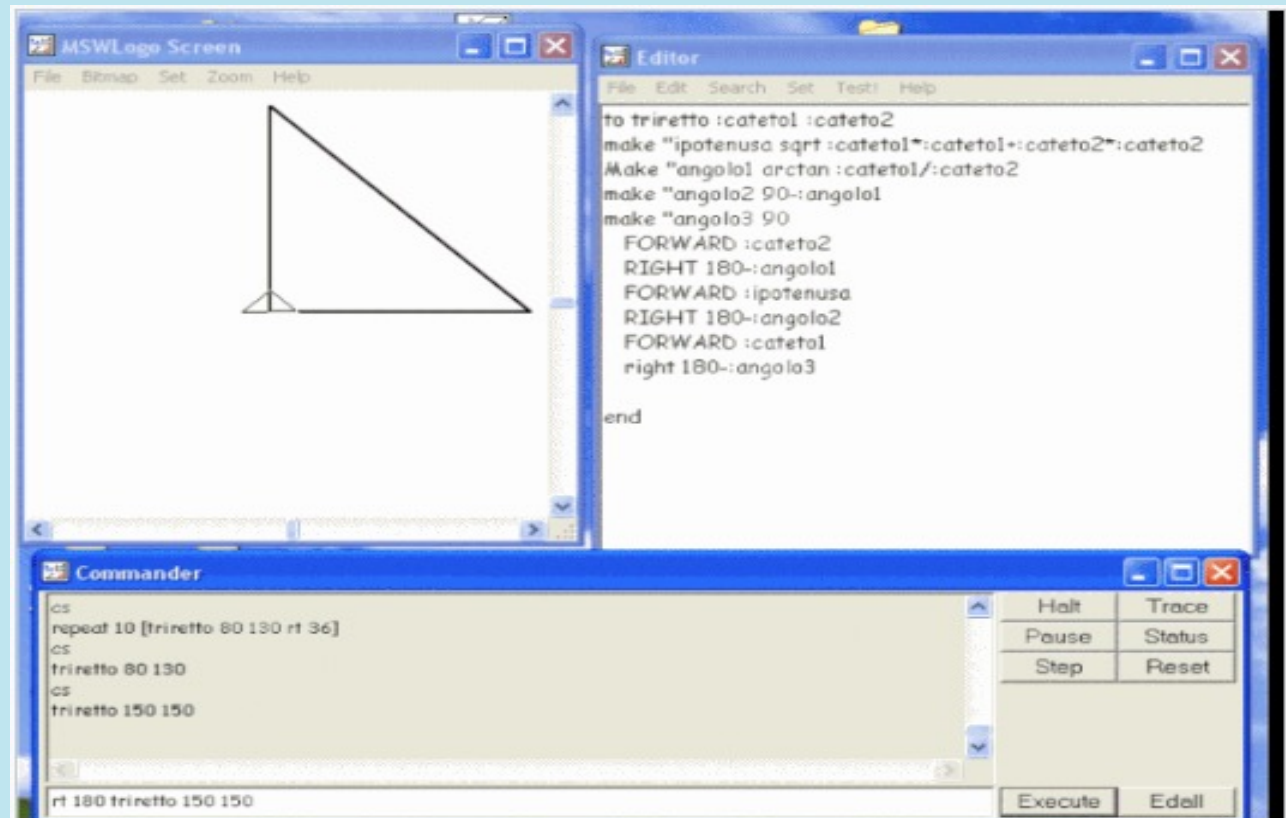 MSWLogo Screen
File Bitmap Set Zoom Help
Editor
File Edit Search Set Test! Help
to triretto :cateto1 :cateto2
make "ipotenusa sqrt :cateto1*:cateto1+:cateto2*:cateto2
Make "angolo1 arctan :cateto1/:cateto2
make "angolo2 90-:angolo1
make "angolo3 90
FORWARD :cateto2
RIGHT 180-:angolo1
FORWARD :ipotenusa
RIGHT 180-:angolo2
FORWARD :cateto1
right 180-:angolo3
end
Commander
cs
repeat 10 [triretto 80 130 rt 36]
cs
triretto 80 130
cs
triretto 150 150
rt 180 triretto 150 150
Halt Trace
Pause Status
Step Reset
Execute Edall